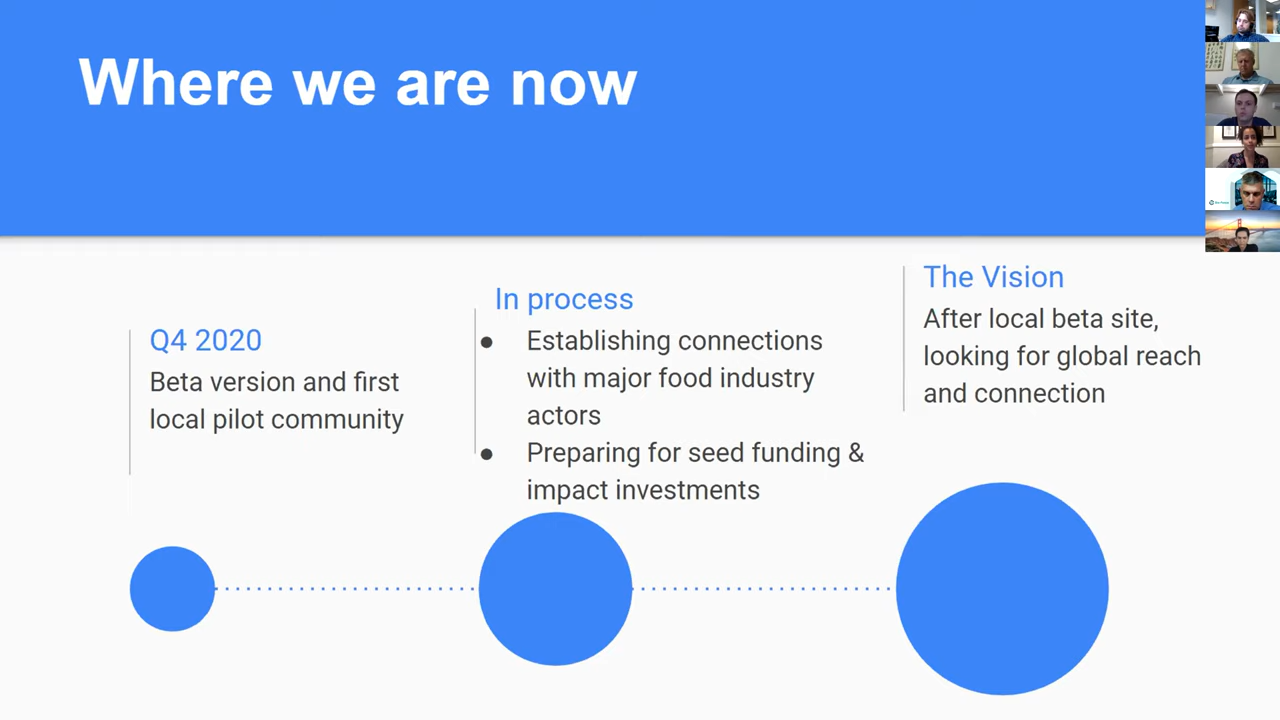 Where we are now
Q4 2020
Beta version and first
local pilot community
In process
● Establishing connections
with major food industry
actors
● Preparing for seed funding &
impact investments
The Vision
After local beta site,
looking for global reach
and connection